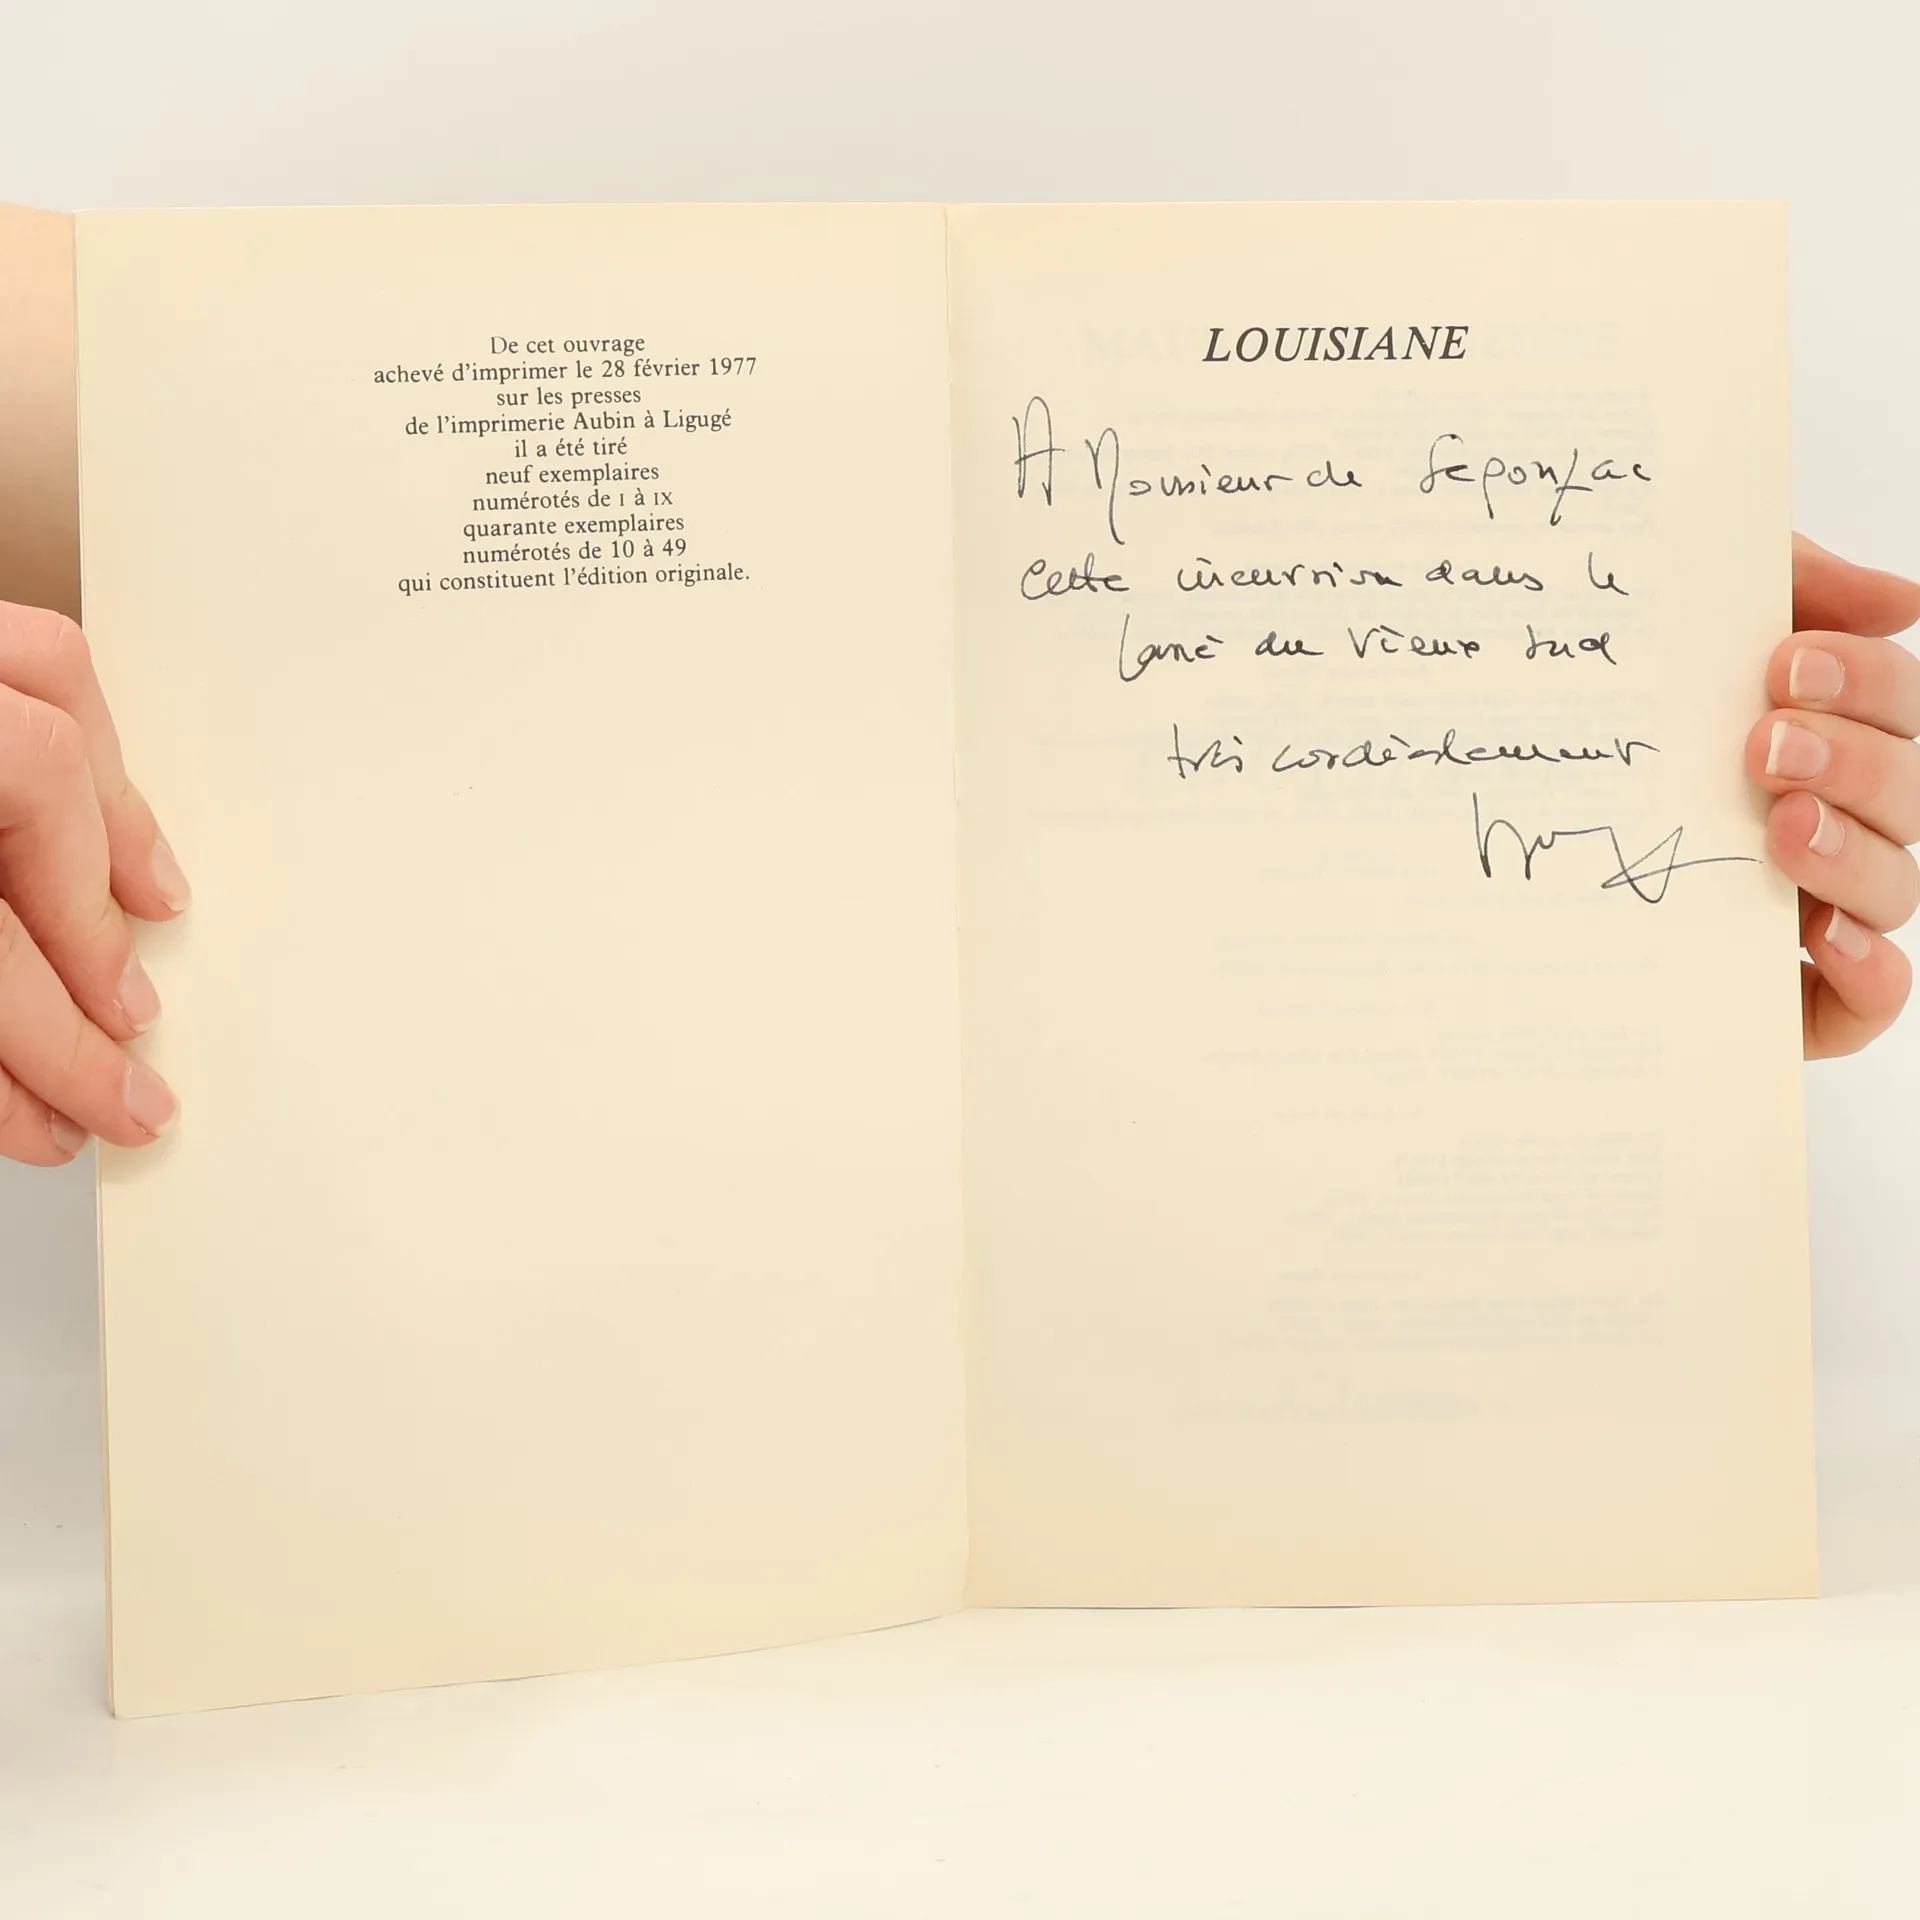 De cet ouvrage
achevé d'imprimer le 28 février 1977
sur les presses
de l'imprimerie Aubin à Ligugé
il a été tiré
neuf exemplaires
numérotés de I à IX
quarante exemplaires
numérotés de 10 à 49
qui constituent l'édition originale.
LOUISIANE
A Monsieur de
cette incursion dans le
du Vieux Sud
très cordialement